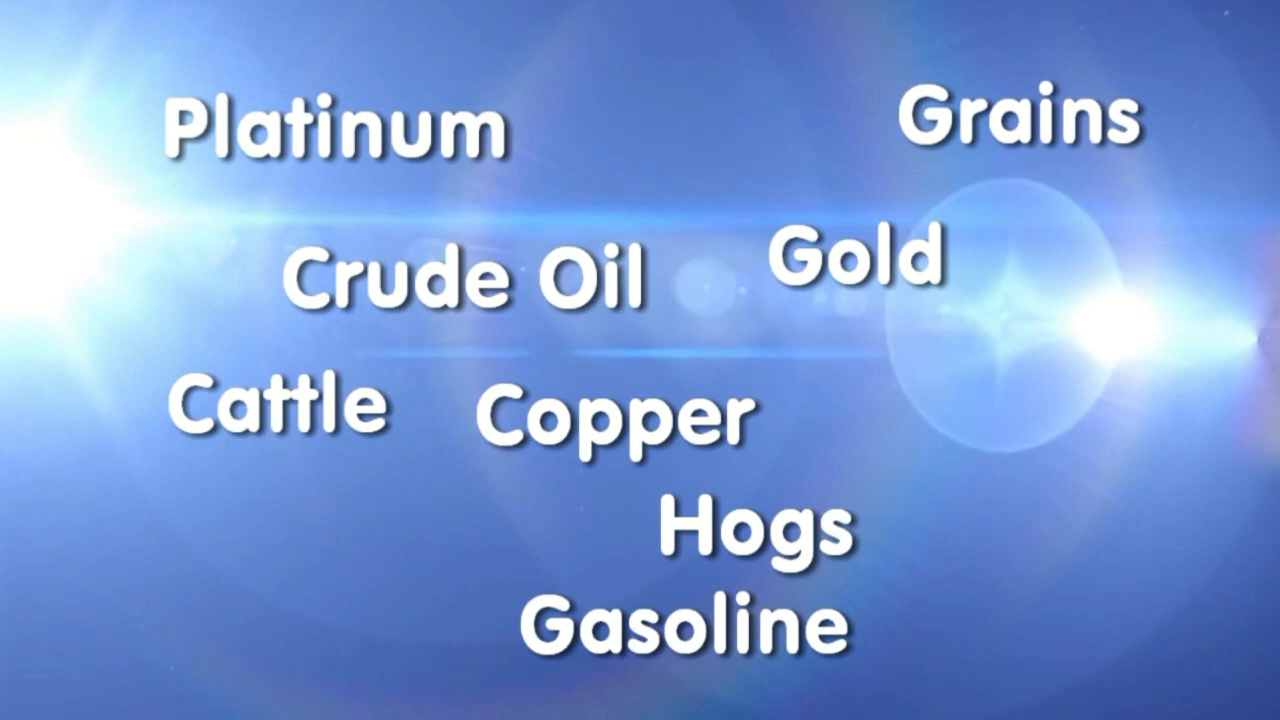 Platinum
Grains
Crude Oil
Gold
Cattle
Copper
Hogs
Gasoline